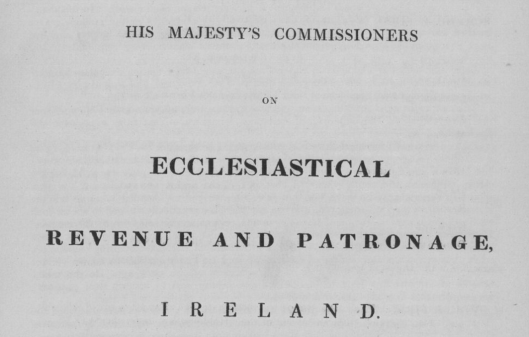 HIS MAJESTY'S COMMISSIONERS
ON
ECCLESIASTICAL
REVENUE AND PATRONAGE,
IRELAND.